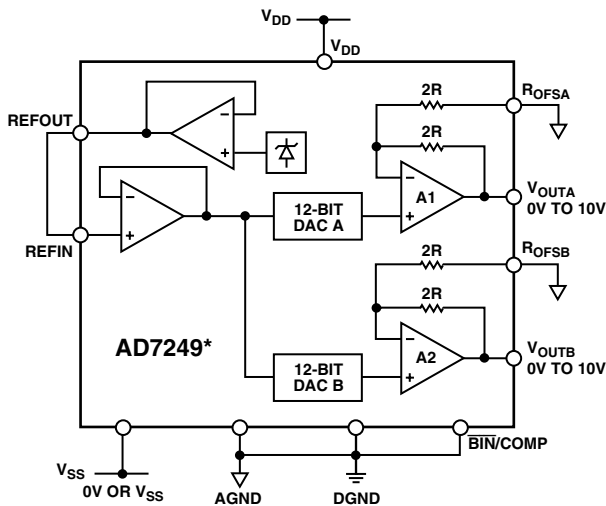 VDD
VDD
2R
ROFSA
REFOUT
2R
A1
VOUTA
0V TO 10V
12-BIT
DAC A
REFIN
2R
ROFSB
2R
AD7249*
A2
VOUTB
0V TO 10V
12-BIT
DAC B
BIN/COMP
VSS
0V OR VSS
AGND
DGND